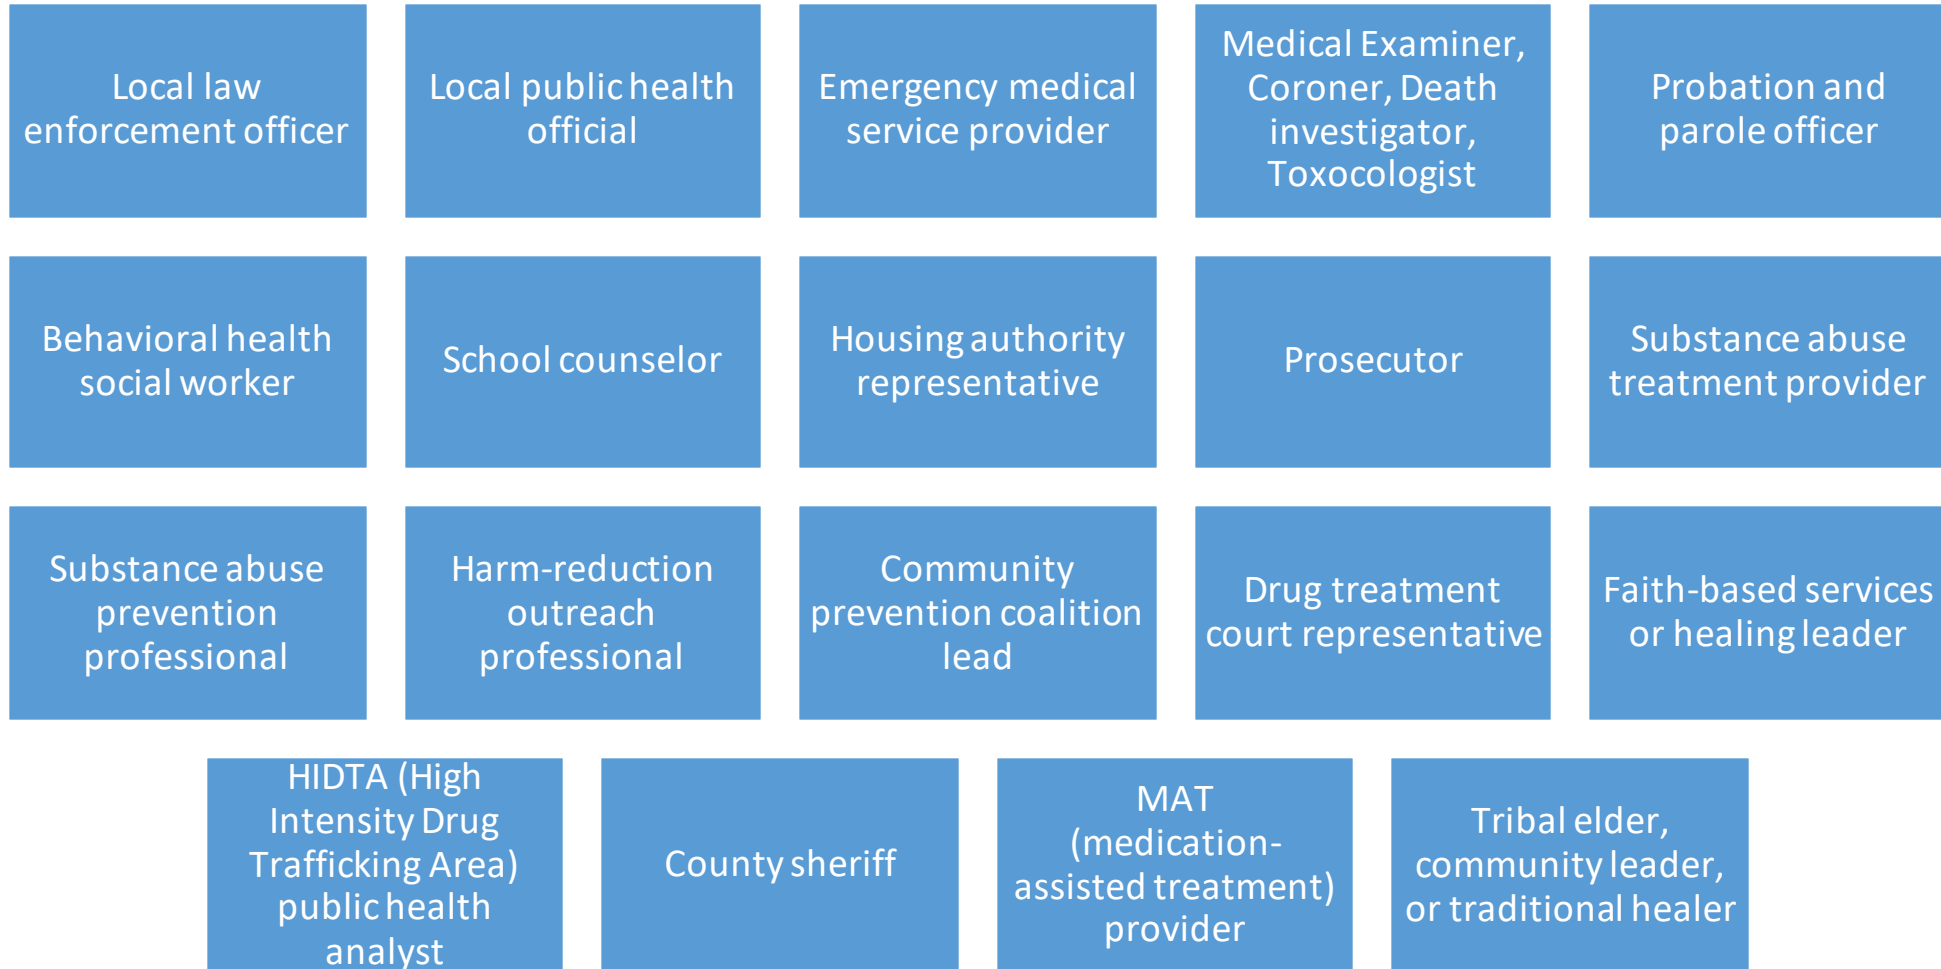 Local law
enforcement officer
Local public health
official
Emergency medical
service provider
Medical Examiner,
Coroner, Death
investigator,
Toxocologist
Probation and
parole officer
Behavioral health
social worker
School counselor
Housing authority
representative
Prosecutor
Substance abuse
treatment provider
Substance abuse
prevention
professional
Harm-reduction
outreach
professional
Community
prevention coalition
lead
Drug treatment
court representative
Faith-based services
or healing leader
HIDTA (High
Intensity Drug
Trafficking Area)
public health
analyst
County sheriff
MAT
(medication-
assisted treatment)
provider
Tribal elder,
community leader,
or traditional healer